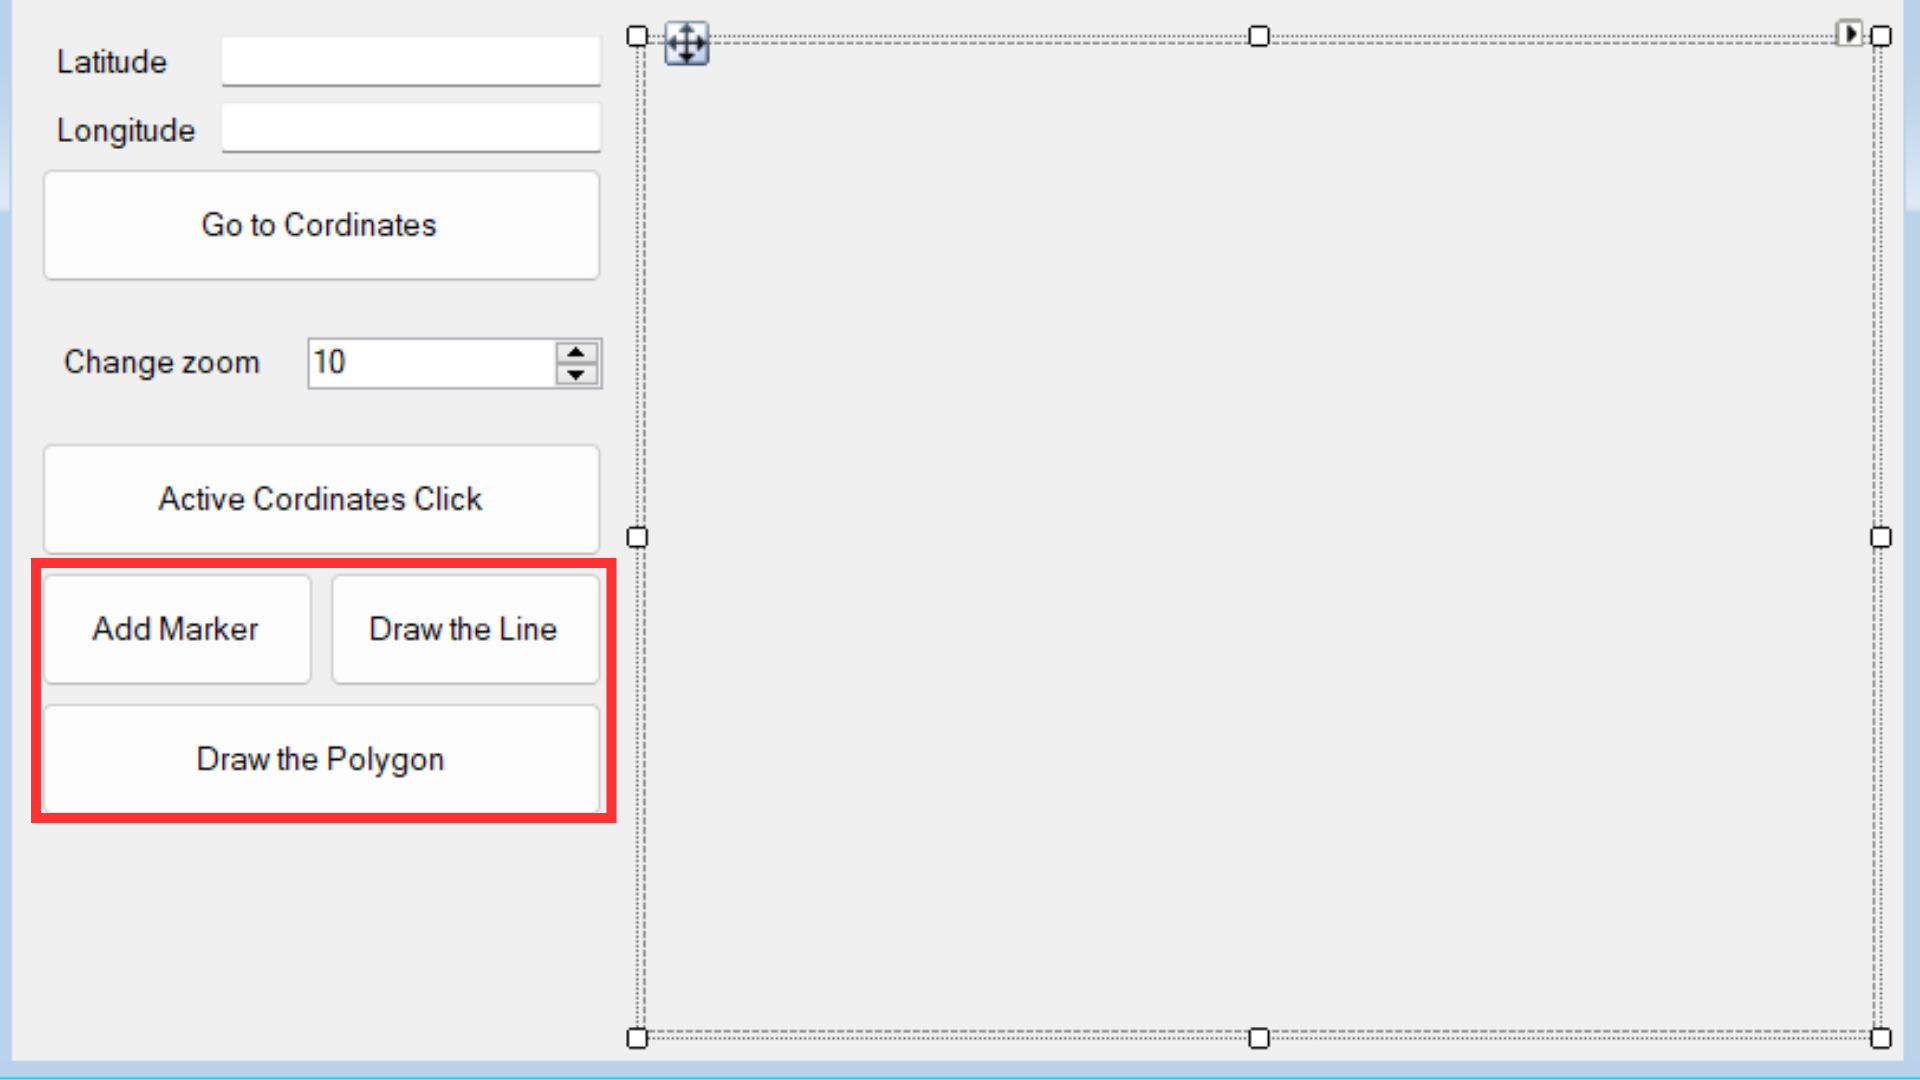 Latitude
Longitude
Go to Cordinates
Change zoom 10
Active Cordinates Click
Add Marker Draw the Line
Draw the Polygon